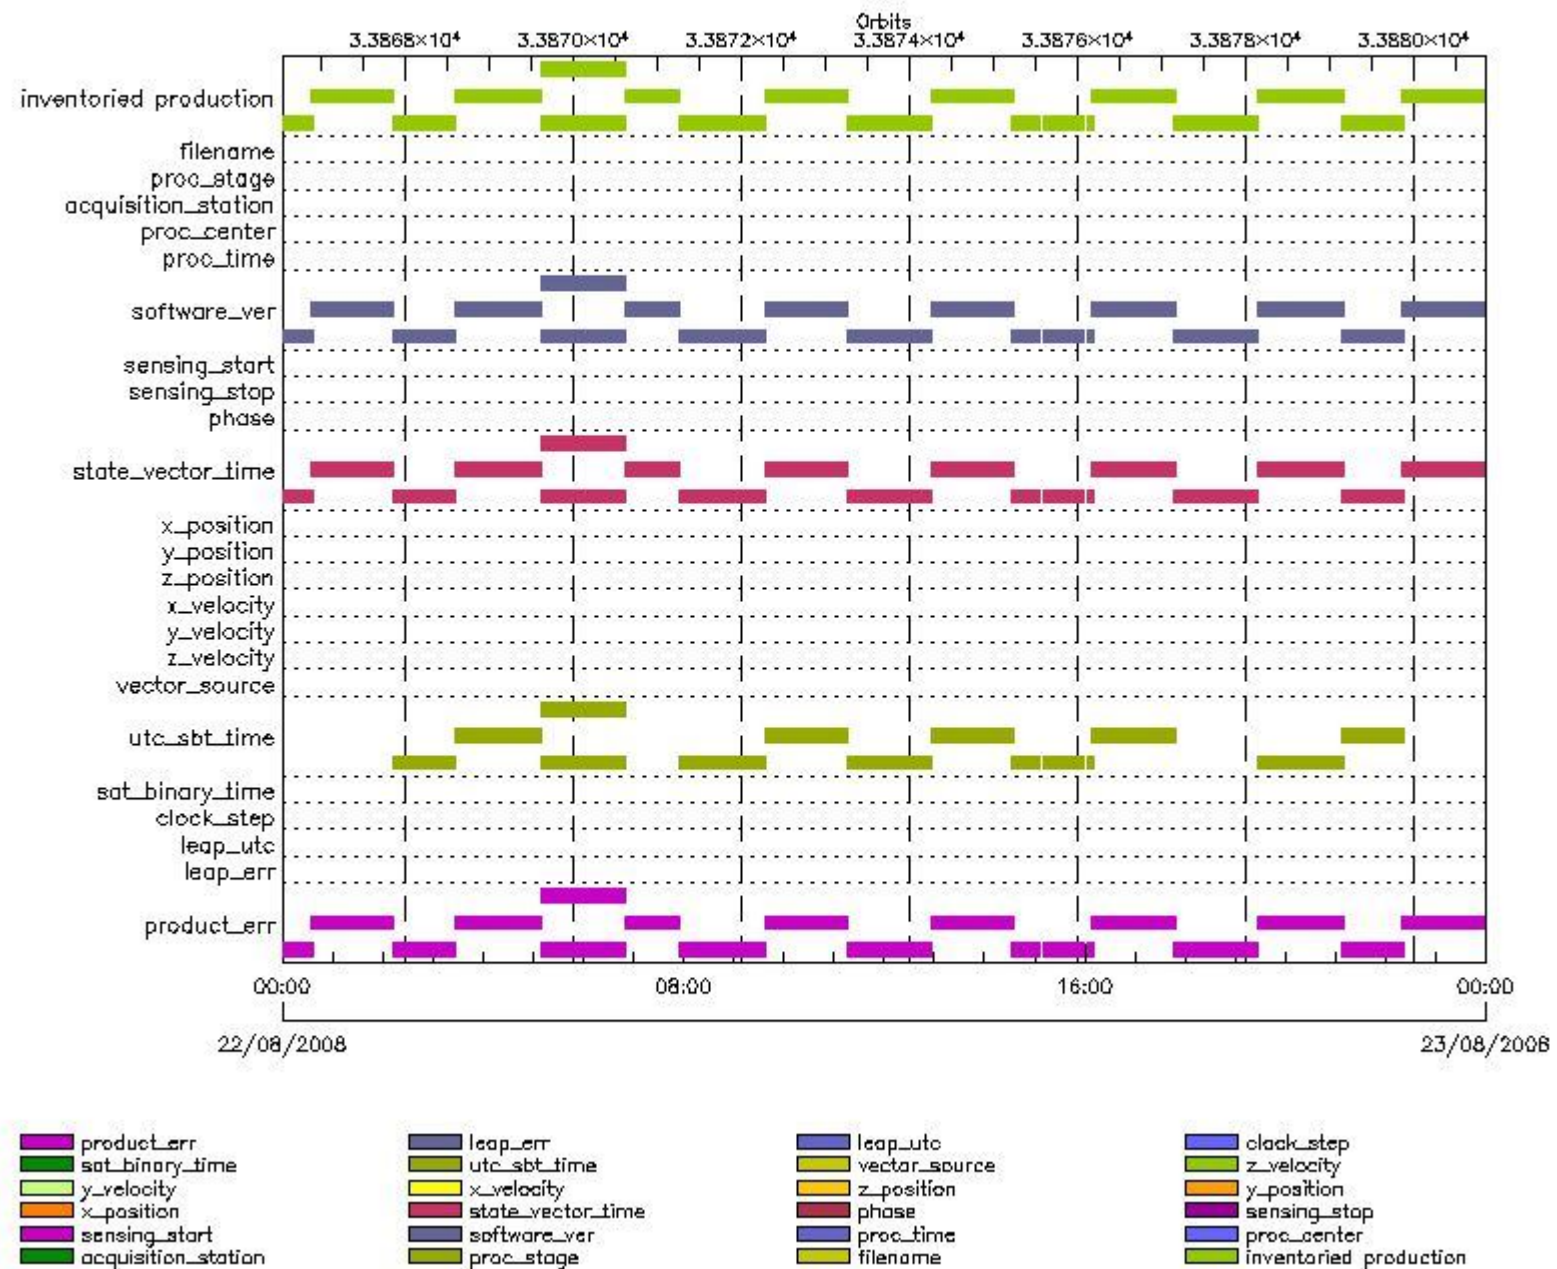 Orbits
3.3868×10⁴ 3.3870×10⁴ 3.3872×10⁴ 3.3874×10⁴ 3.3876×10⁴ 3.3878×10⁴ 3.3880×10⁴
inventoried production
filename
proc_stage
acquisition_station
proc_center
proc_time
software_ver
sensing_start
sensing_stop
phase
state_vector_time
x_position
y_position
z_position
x_velocity
y_velocity
z_velocity
vector_source
utc_sbt_time
sat_binary_time
clock_step
leap_utc
leap_err
product_err
00:00 08:00 16:00 00:00
22/08/2008 23/08/2008
product_err leap_err leap_utc clock_step
sat_binary_time utc_sbt_time vector_source z_velocity
y_velocity x_velocity z_position y_position
x_position state_vector_time phase sensing_stop
sensing_start software_ver proc_time proc_center
acquisition_station proc_stage filename inventoried production